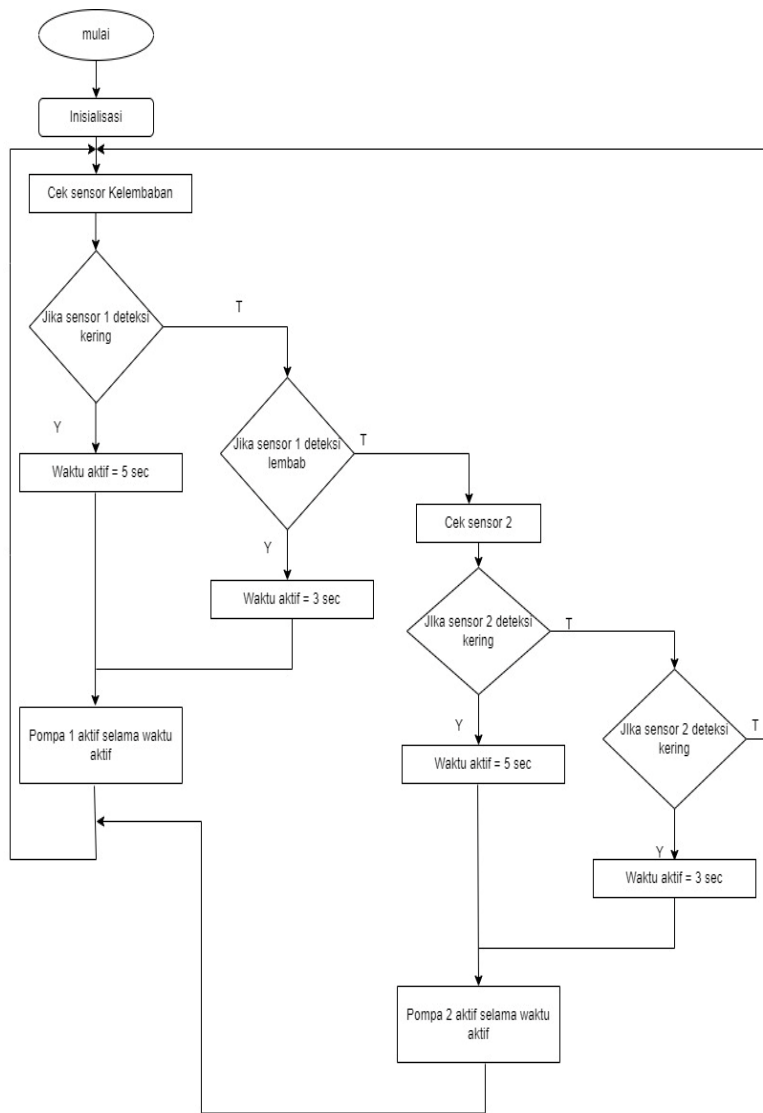 mulai
Inisialisasi
Cek sensor Kelembaban
Jika sensor 1 deteksi
kering
T
Y
Waktu aktif = 5 sec
Jika sensor 1 deteksi
lembab
T
Y
Waktu aktif = 3 sec
Pompa 1 aktif selama waktu
aktif
Cek sensor 2
JIka sensor 2 deteksi
kering
T
Y
Waktu aktif = 5 sec
JIka sensor 2 deteksi
kering
T
Y
Waktu aktif = 3 sec
Pompa 2 aktif selama waktu
aktif